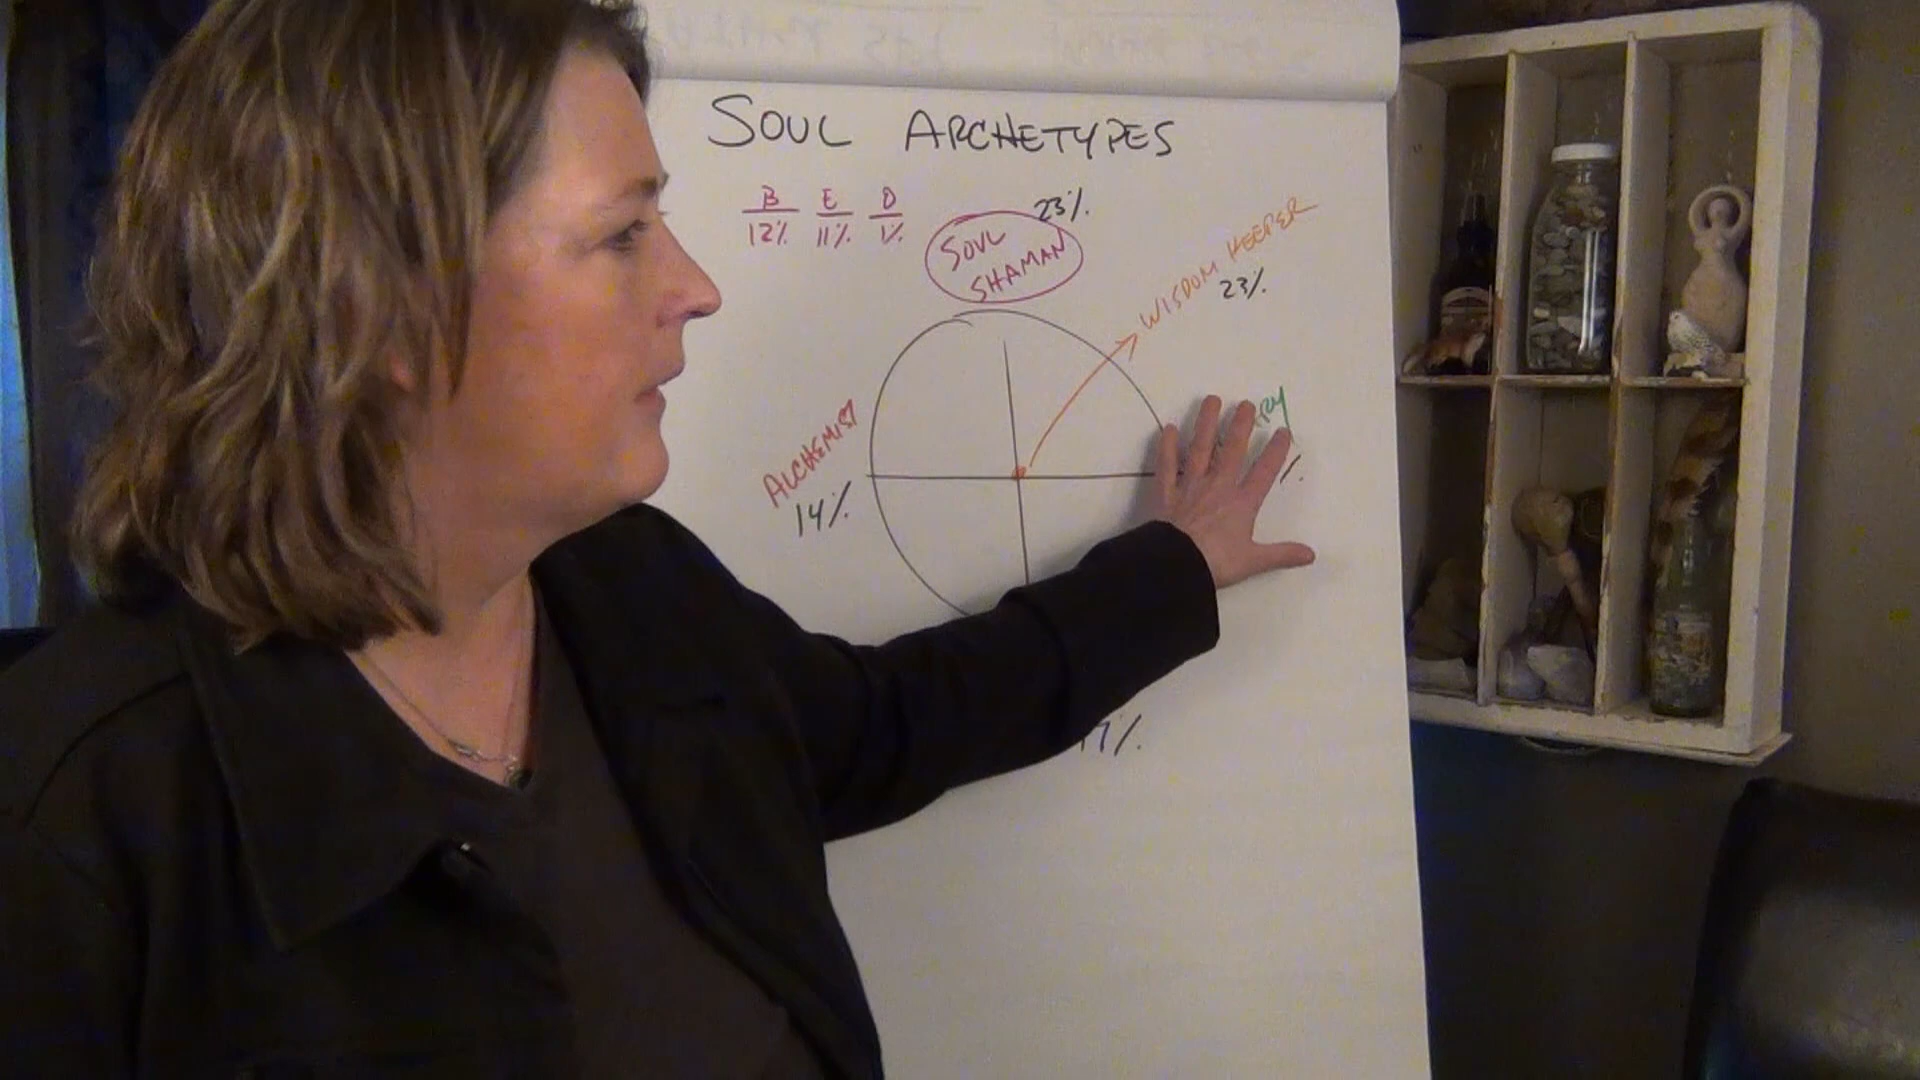 SOUL ARCHETYPES
B E D
12% 11% 1%
23%
SOUL
SHAMAN
WISDOM KEEPER
23%
ALCHEMIST
14%